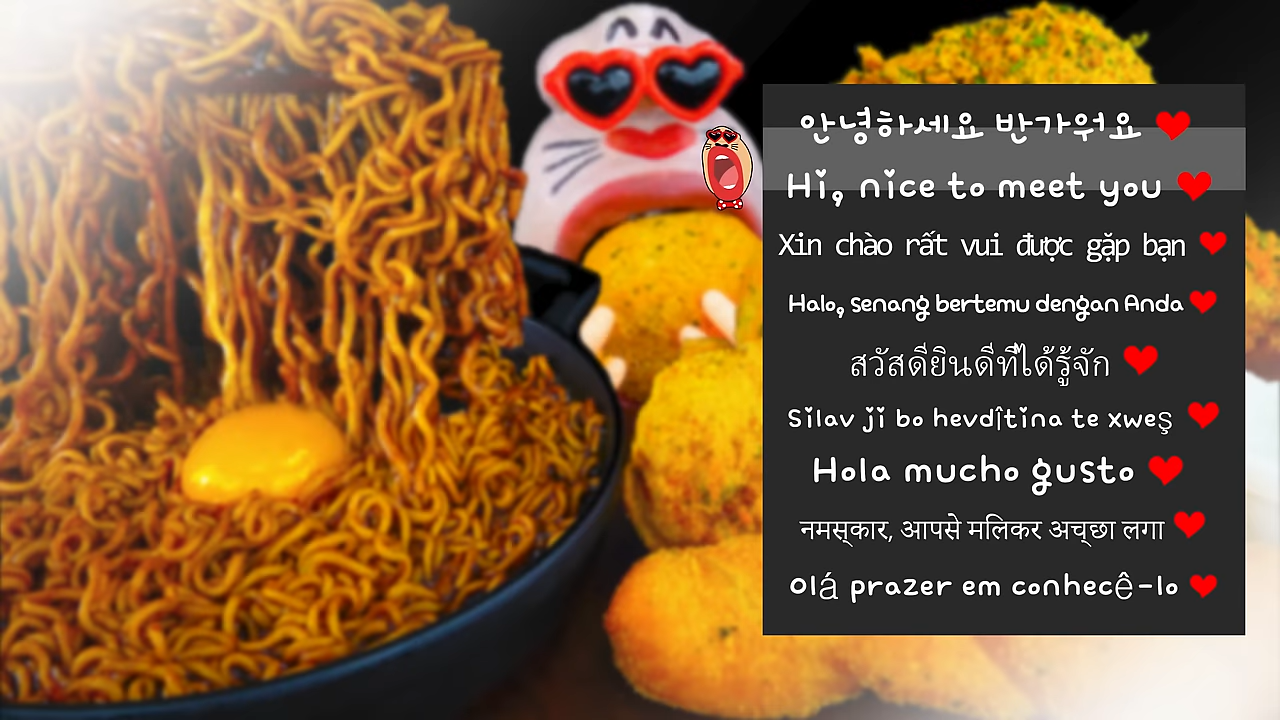 안녕하세요 반가워요 ❤
Hi, nice to meet you ❤
Xin chào rất vui được gặp bạn ❤
Halo, senang bertemu dengan Anda ❤
สวัสดียินดีที่ได้รู้จัก ❤
Silav ji bo hevdîtina te xweş ❤
Hola mucho gusto ❤
नमस्कार, आपसे मलिकर अच्छा लगा ❤
Olá prazer em conhecê-lo ❤